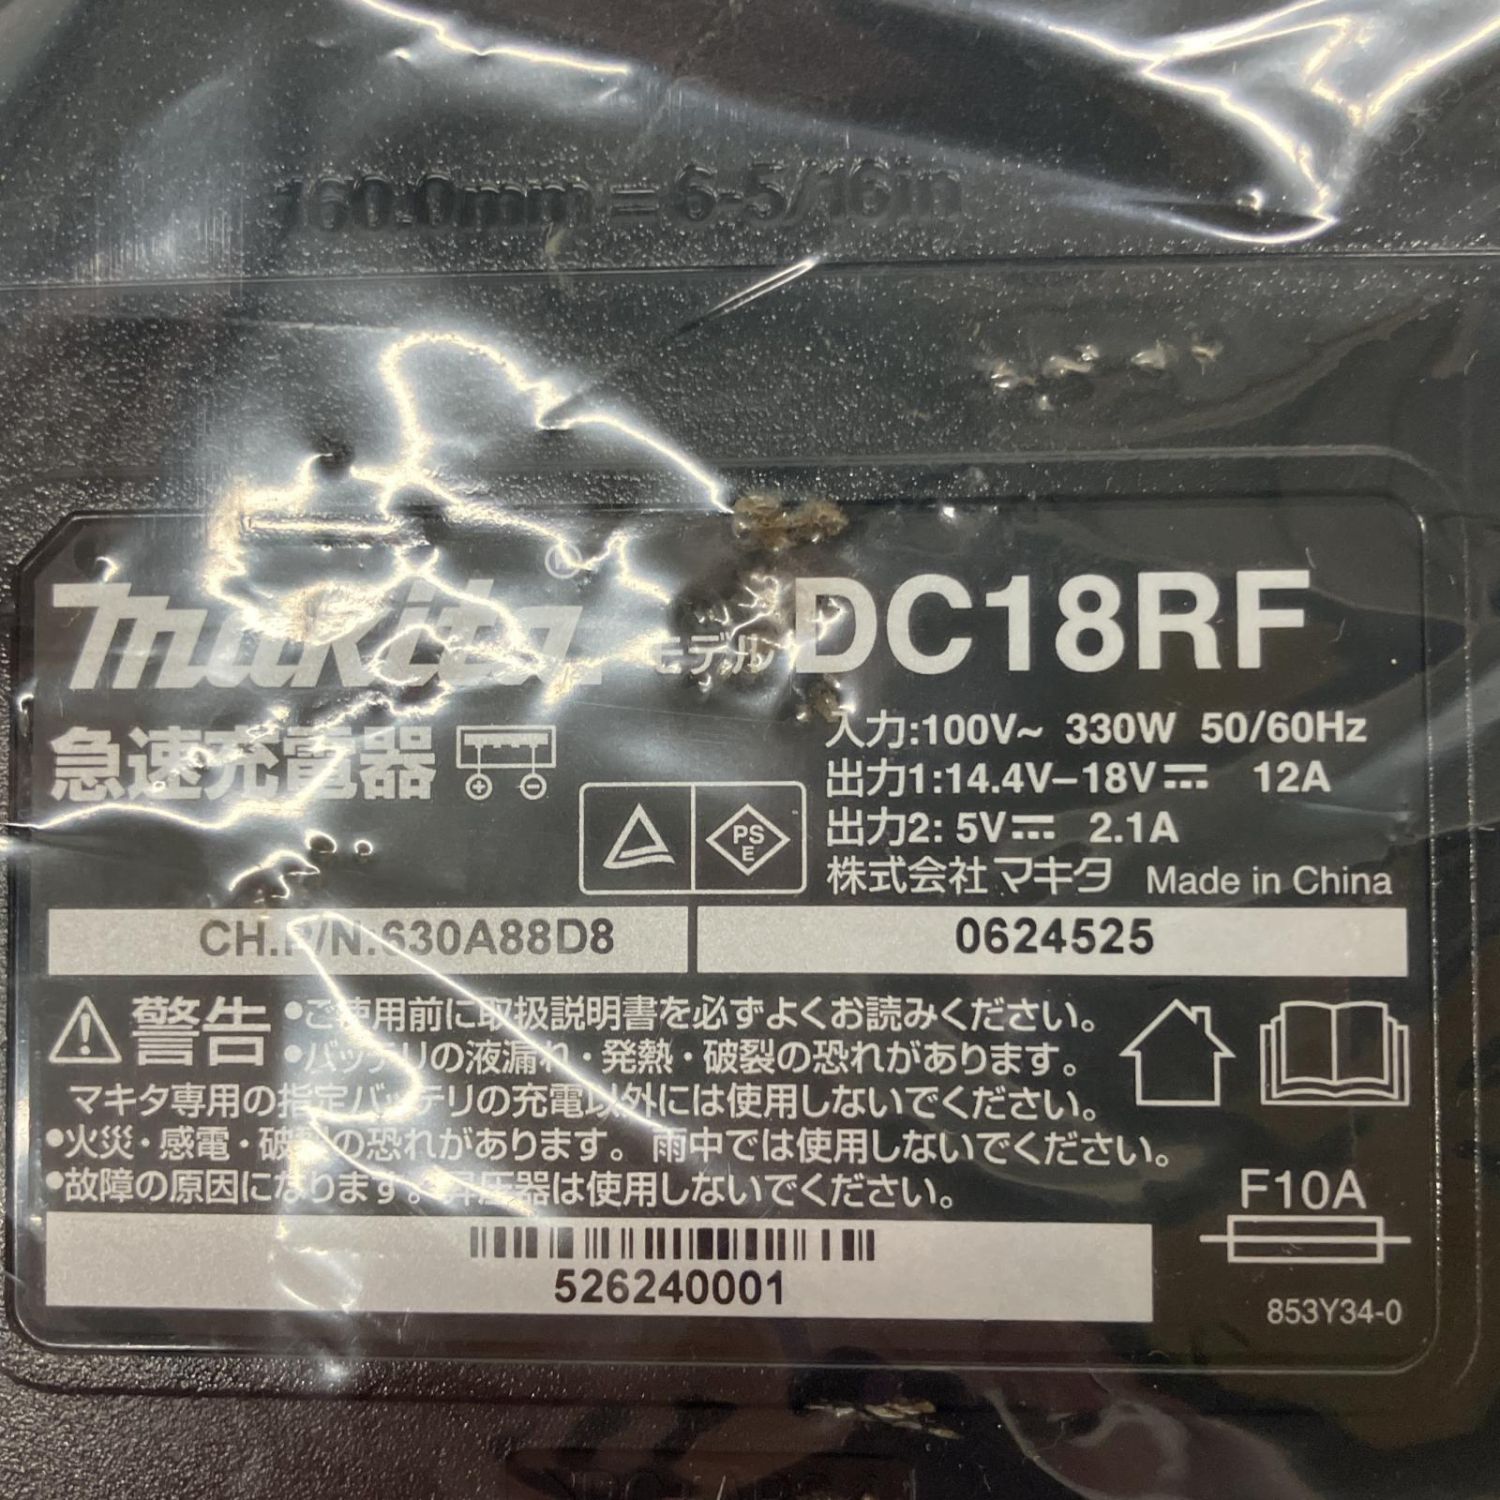 160.0mm=6-5/16in
makita モデル DC18RF
急速充電器
入力:100V~ 330W 50/60Hz
出力1:14.4V–18V⎓ 12A
出力2: 5V⎓ 2.1A
PS
E
株式会社マキタ Made in China
CH.P/N.630A88D8
0624525
警告
•ご使用前に取扱説明書を必ずよくお読みください。
•バッテリの液漏れ・発熱・破裂の恐れがあります。
マキタ専用の指定バッテリの充電以外には使用しないでください。
•火災・感電・破裂の恐れがあります。雨中では使用しないでください。
•故障の原因になります。昇圧器は使用しないでください。
F10A
526240001
853Y34-0